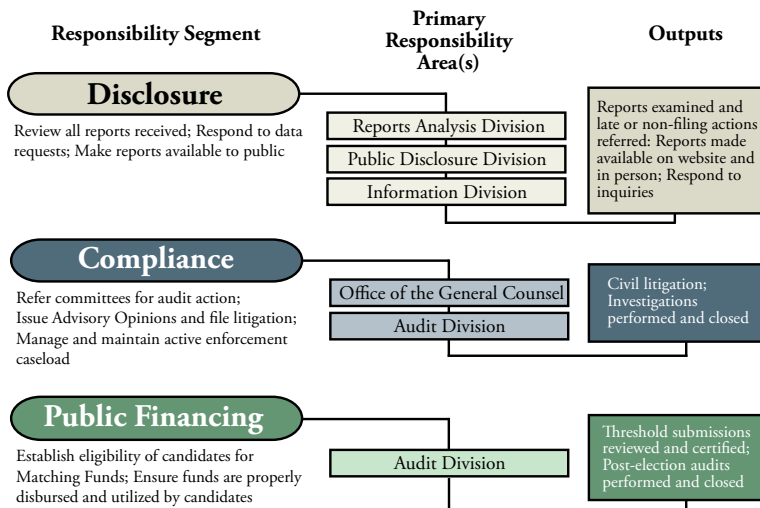 Responsibility Segment
Primary
Responsibility
Area(s)
Outputs
Disclosure
Review all reports received; Respond to data
requests; Make reports available to public
Reports Analysis Division
Public Disclosure Division
Information Division
Reports examined and
late or non-filing actions
referred: Reports made
available on website and
in person; Respond to
inquiries
Compliance
Refer committees for audit action;
Issue Advisory Opinions and file litigation;
Manage and maintain active enforcement
caseload
Office of the General Counsel
Audit Division
Civil litigation;
Investigations
performed and closed
Public Financing
Establish eligibility of candidates for
Matching Funds; Ensure funds are properly
disbursed and utilized by candidates
Audit Division
Threshold submissions
reviewed and certified;
Post-election audits
performed and closed